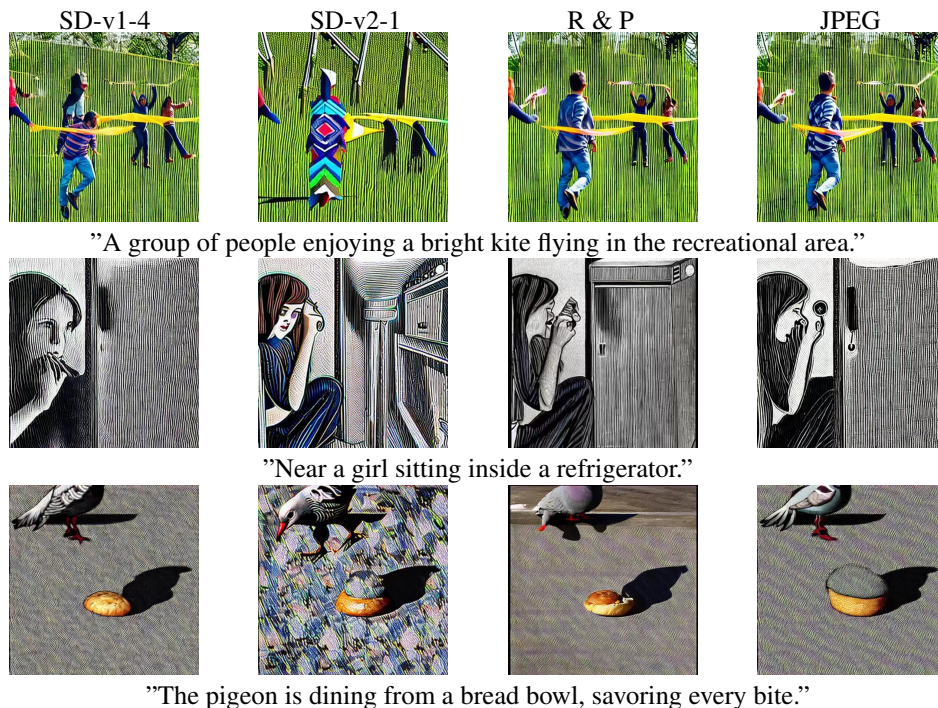 SD-v1-4 SD-v2-1 R & P JPEG
”A group of people enjoying a bright kite flying in the recreational area.”
”Near a girl sitting inside a refrigerator.”
”The pigeon is dining from a bread bowl, savoring every bite.”